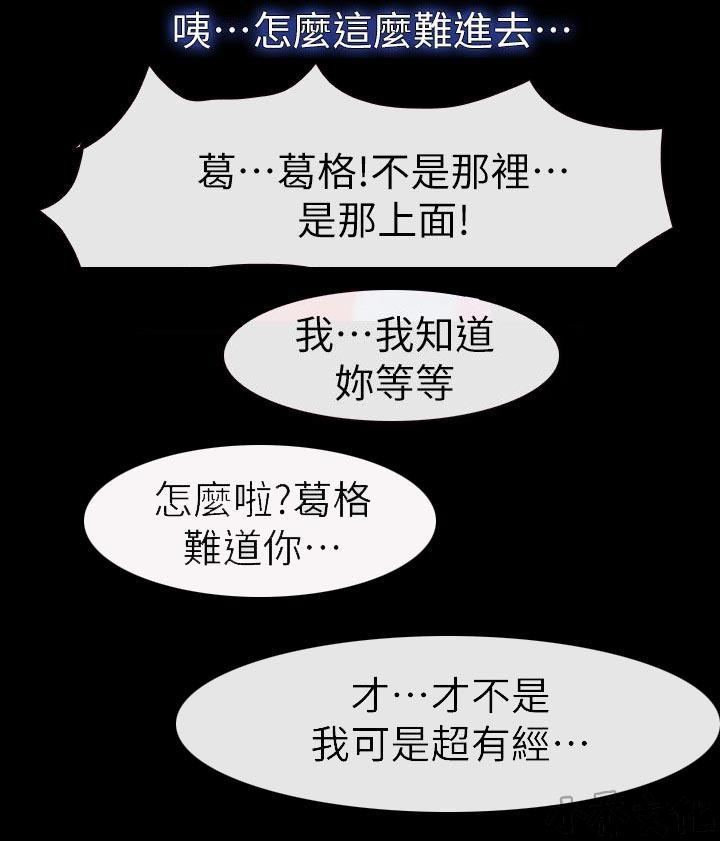 咦⋯怎麼這麼難進去⋯
葛⋯葛格!不是那裡⋯
是那上面!
我⋯我知道
妳等等
怎麼啦?葛格
難道你⋯
才⋯才不是
我可是超有經⋯